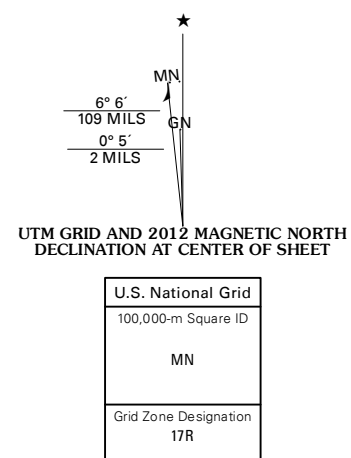 ★
MN.
6° 6´
109 MILS
GN
0° 5´
2 MILS
UTM GRID AND 2012 MAGNETIC NORTH
DECLINATION AT CENTER OF SHEET
U.S. National Grid
100,000-m Square ID
MN
Grid Zone Designation
17R